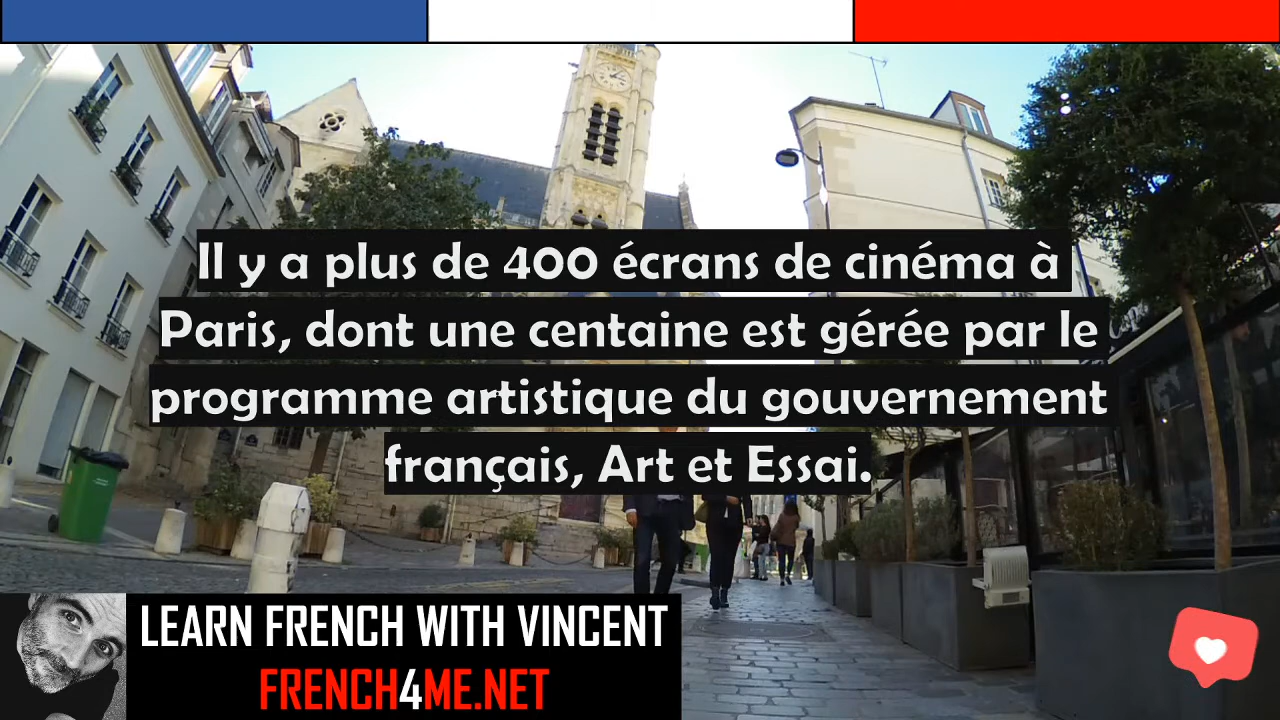 Il y a plus de 400 écrans de cinéma à
Paris, dont une centaine est gérée par le
programme artistique du gouvernement
français, Art et Essai.
LEARN FRENCH WITH VINCENT
FRENCH4ME.NET